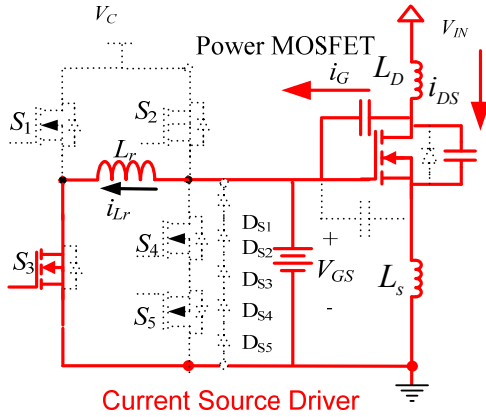 V_C
V_IN
Power MOSFET
L_D
i_G
i_DS
S_1
S_2
L_r
i_Lr
S_3
S_4
S_5
D_S1
D_S2
D_S3
D_S4
D_S5
+
V_GS
-
L_s
Current Source Driver